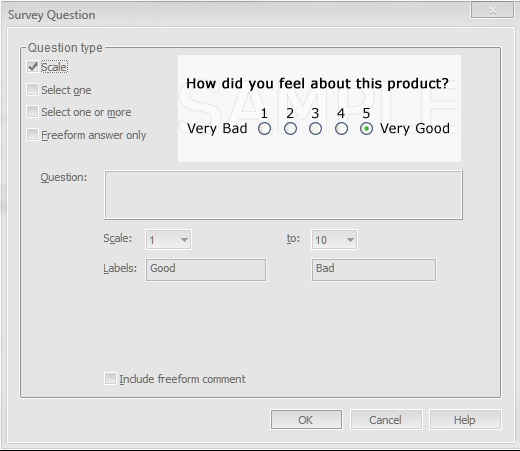 Survey Question
Question type
Scale
Select one
Select one or more
Freeform answer only
SAMPLE
How did you feel about this product?
1 2 3 4 5
Very Bad Very Good
Question:
Scale: 1 to: 10
Labels: Good Bad
Include freeform comment
OK Cancel Help